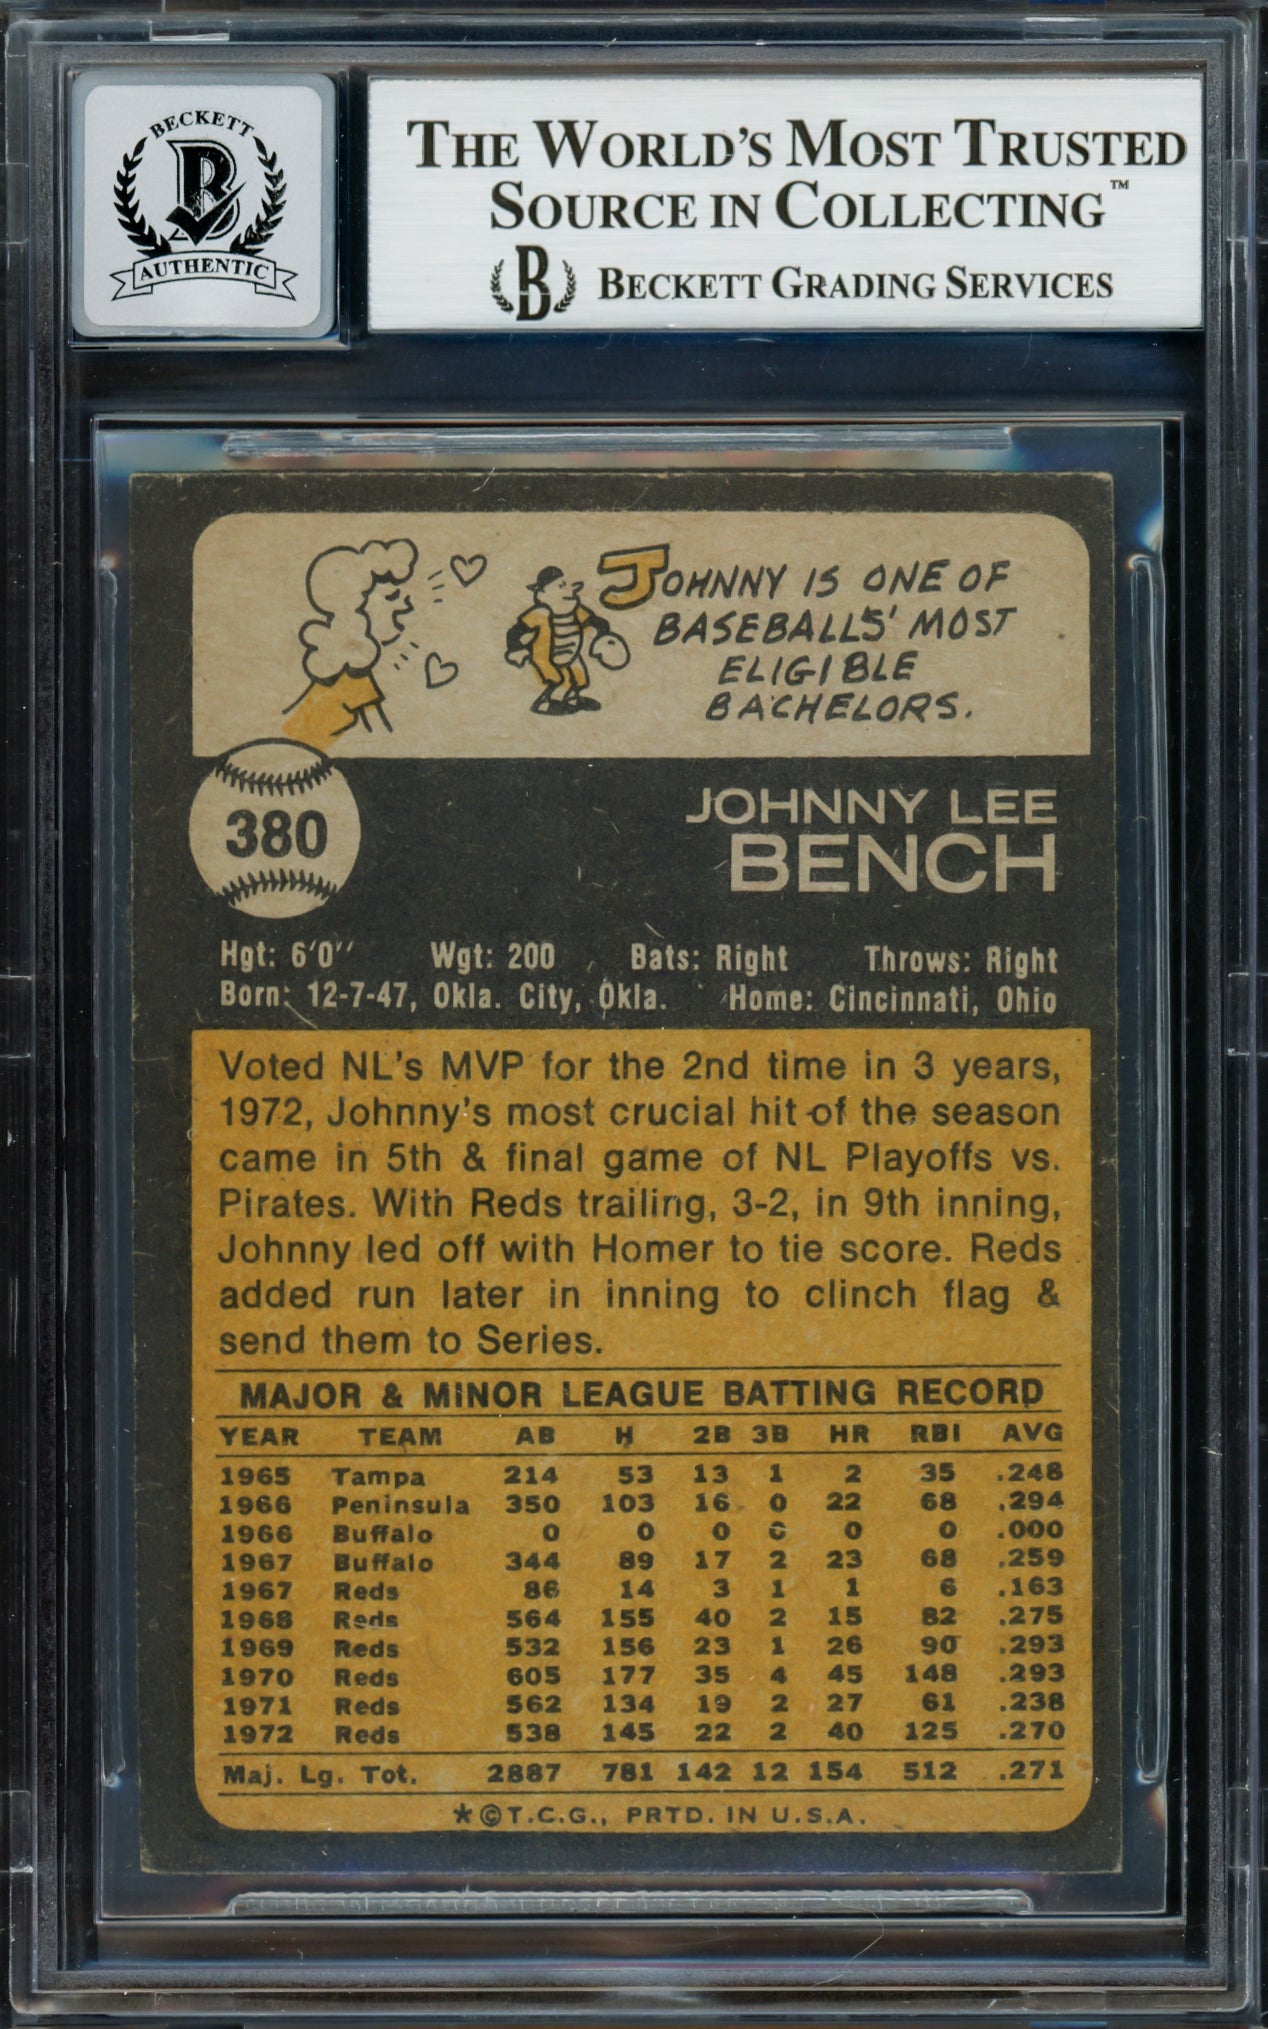 BECKETT
AUTHENTIC
THE WORLD'S MOST TRUSTED
SOURCE IN COLLECTING™
B BECKETT GRADING SERVICES
JOHNNY IS ONE OF
BASEBALLS' MOST
ELIGIBLE
BACHELORS.
380
JOHNNY LEE
BENCH
Hgt: 6'0" Wgt: 200 Bats: Right Throws: Right
Born: 12-7-47, Okla. City, Okla. Home: Cincinnati, Ohio
Voted NL's MVP for the 2nd time in 3 years,
1972, Johnny's most crucial hit of the season
came in 5th & final game of NL Playoffs vs.
Pirates. With Reds trailing, 3-2, in 9th inning,
Johnny led off with Homer to tie score. Reds
added run later in inning to clinch flag &
send them to Series.
MAJOR & MINOR LEAGUE BATTING RECORD
YEAR TEAM AB H 2B 3B HR RBI AVG
1965 Tampa 214 53 13 1 2 35 .248
1966 Peninsula 350 103 16 0 22 68 .294
1966 Buffalo 0 0 0 0 0 0 .000
1967 Buffalo 344 89 17 2 23 68 .259
1967 Reds 86 14 3 1 1 6 .163
1968 Reds 564 155 40 2 15 82 .275
1969 Reds 532 156 23 1 26 90 .293
1970 Reds 605 177 35 4 45 148 .293
1971 Reds 562 134 19 2 27 61 .238
1972 Reds 538 145 22 2 40 125 .270
Maj. Lg. Tot. 2887 781 142 12 154 512 .271
*©T.C.G., PRTD. IN U.S.A.